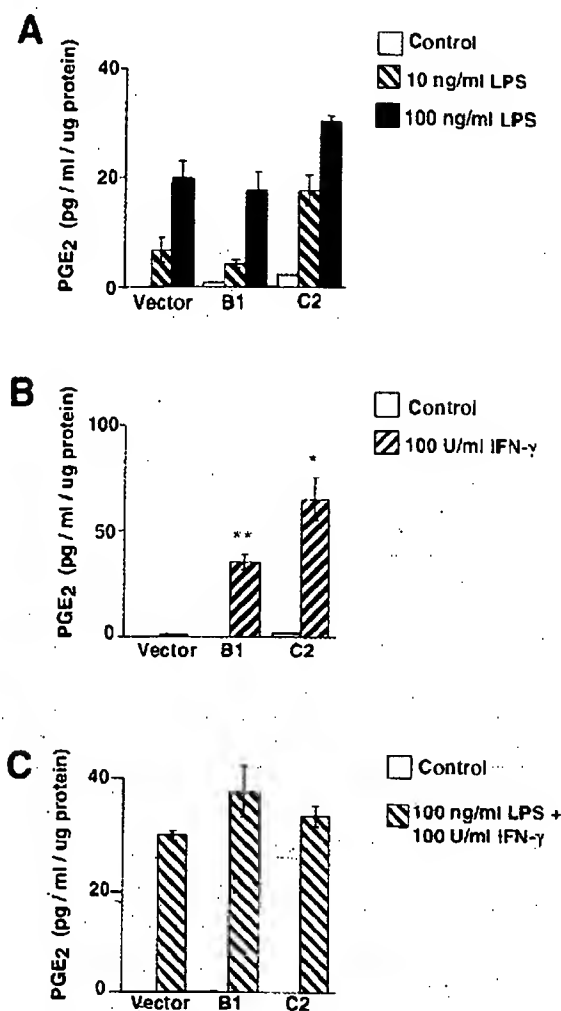 A
Control
10 ng/ml LPS
100 ng/ml LPS
PGE2 (pg / ml / ug protein)
40
20
0
Vector B1 C2
B
Control
100 U/ml IFN-γ
PGE2 (pg / ml / ug protein)
100
50
0
** *
Vector B1 C2
C
Control
100 ng/ml LPS +
100 U/ml IFN-γ
PGE2 (pg / ml / ug protein)
40
20
0
Vector B1 C2